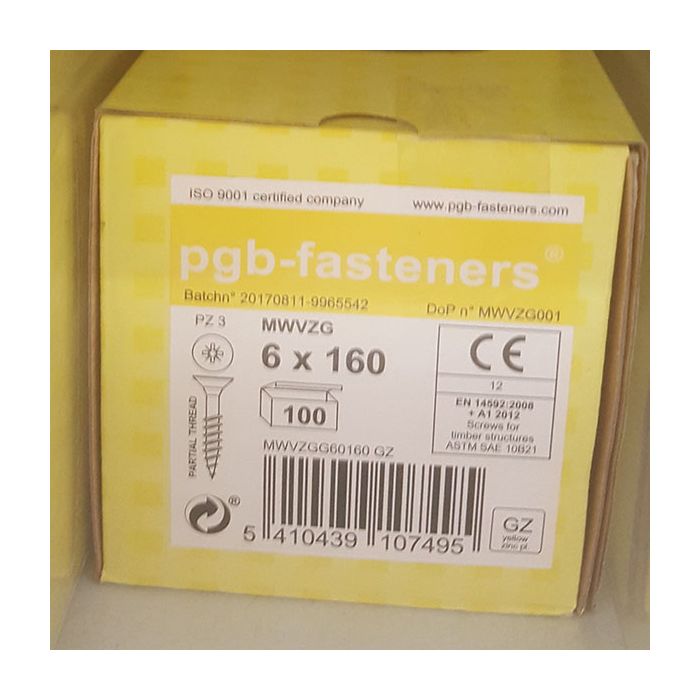 ISO 9001 certified company
www.pgb-fasteners.com
pgb-fasteners®
Batchn° 20170811-9965542
DoP n° MWVZG001
PZ 3
MWVZG
6 x 160
100
PARTIAL THREAD
MWVZGG60160 GZ
CE
12
EN 14592:2008
+ A1 2012
Screws for
timber structures
ASTM SAE 10B21
®
5 410439 107495
GZ
yellow
zinc pl.